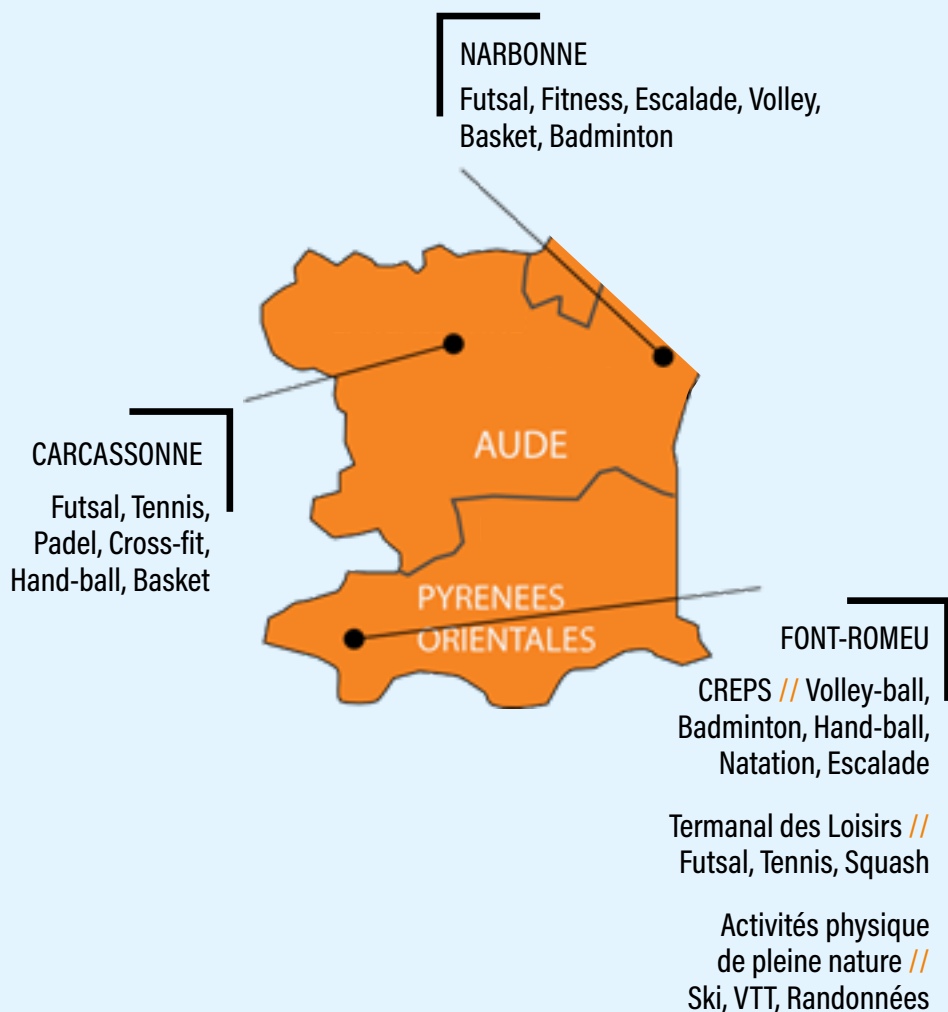 NARBONNE
Futsal, Fitness, Escalade, Volley,
Basket, Badminton
AUDE
CARCASSONNE
Futsal, Tennis,
Padel, Cross-fit,
Hand-ball, Basket
PYRENEES
ORIENTALES
FONT-ROMEU
CREPS // Volley-ball,
Badminton, Hand-ball,
Natation, Escalade
Termanal des Loisirs //
Futsal, Tennis, Squash
Activités physique
de pleine nature //
Ski, VTT, Randonnées